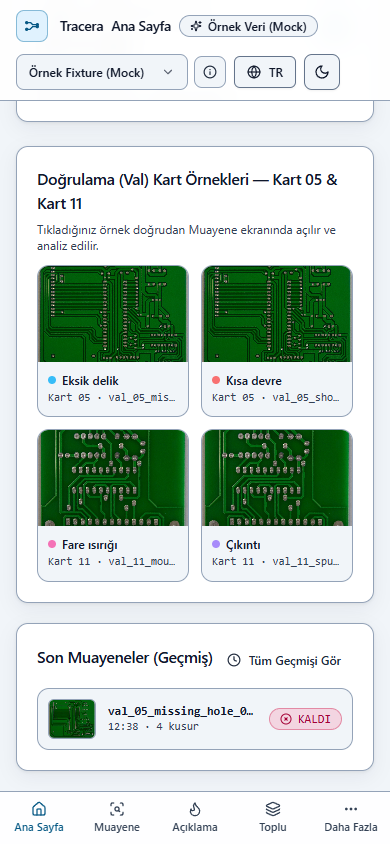 Tracera Ana Sayfa Örnek Veri (Mock)
Örnek Fixture (Mock) TR
Doğrulama (Val) Kart Örnekleri — Kart 05 &
Kart 11
Tıkladığınız örnek doğrudan Muayene ekranında açılır ve
analiz edilir.
Eksik delik
Kart 05 · val_05_mis…
Kısa devre
Kart 05 · val_05_sho…
Fare ısırığı
Kart 11 · val_11_mou…
Çıkıntı
Kart 11 · val_11_spu…
Son Muayeneler (Geçmiş) Tüm Geçmişi Gör
val_05_missing_hole_0…
12:38 · 4 kusur
KALDI
Ana Sayfa Muayene Açıklama Toplu Daha Fazla